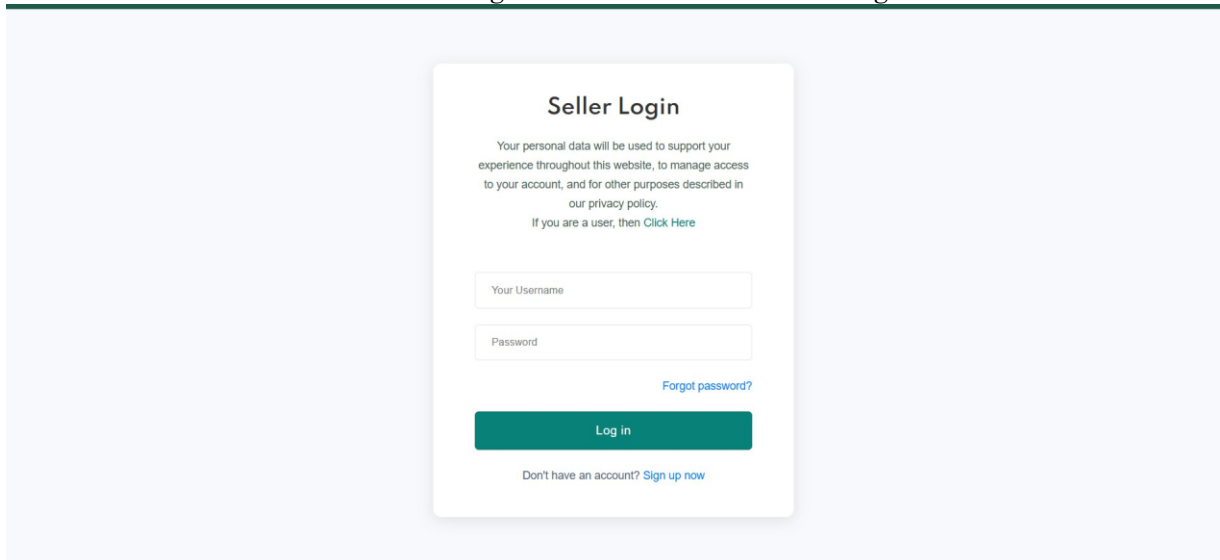 Seller Login
Your personal data will be used to support your
experience throughout this website, to manage access
to your account, and for other purposes described in
our privacy policy.
If you are a user, then Click Here
Your Username
Password
Forgot password?
Log in
Don't have an account? Sign up now